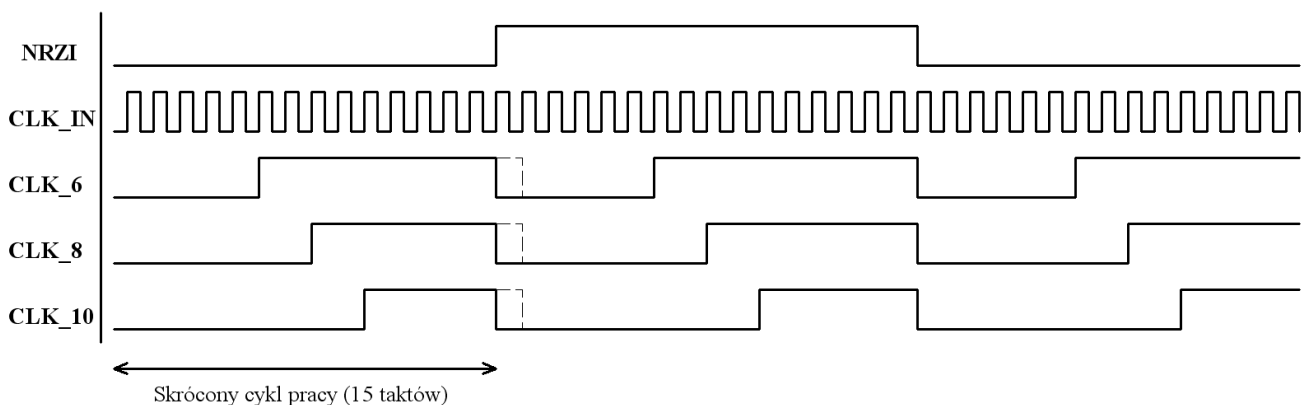 NRZI
CLK_IN
CLK_6
CLK_8
CLK_10
Skrócony cykl pracy (15 taktów)